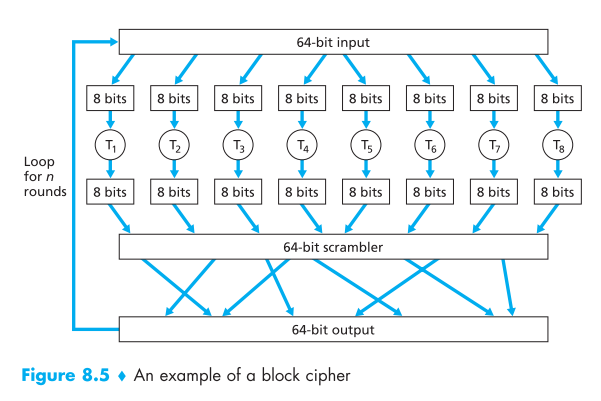 64-bit input
8 bits 8 bits 8 bits 8 bits 8 bits 8 bits 8 bits 8 bits
T1 T2 T3 T4 T5 T6 T7 T8
Loop
for n
rounds
8 bits 8 bits 8 bits 8 bits 8 bits 8 bits 8 bits 8 bits
64-bit scrambler
64-bit output
Figure 8.5 ♦ An example of a block cipher